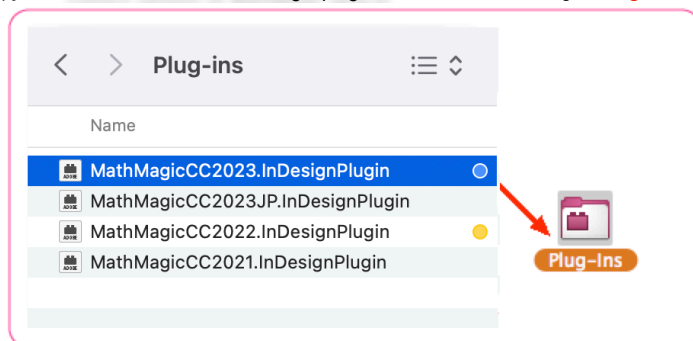 Plug-ins
Name
MathMagicCC2023.InDesignPlugin
MathMagicCC2023JP.InDesignPlugin
MathMagicCC2022.InDesignPlugin
MathMagicCC2021.InDesignPlugin
Plug-Ins